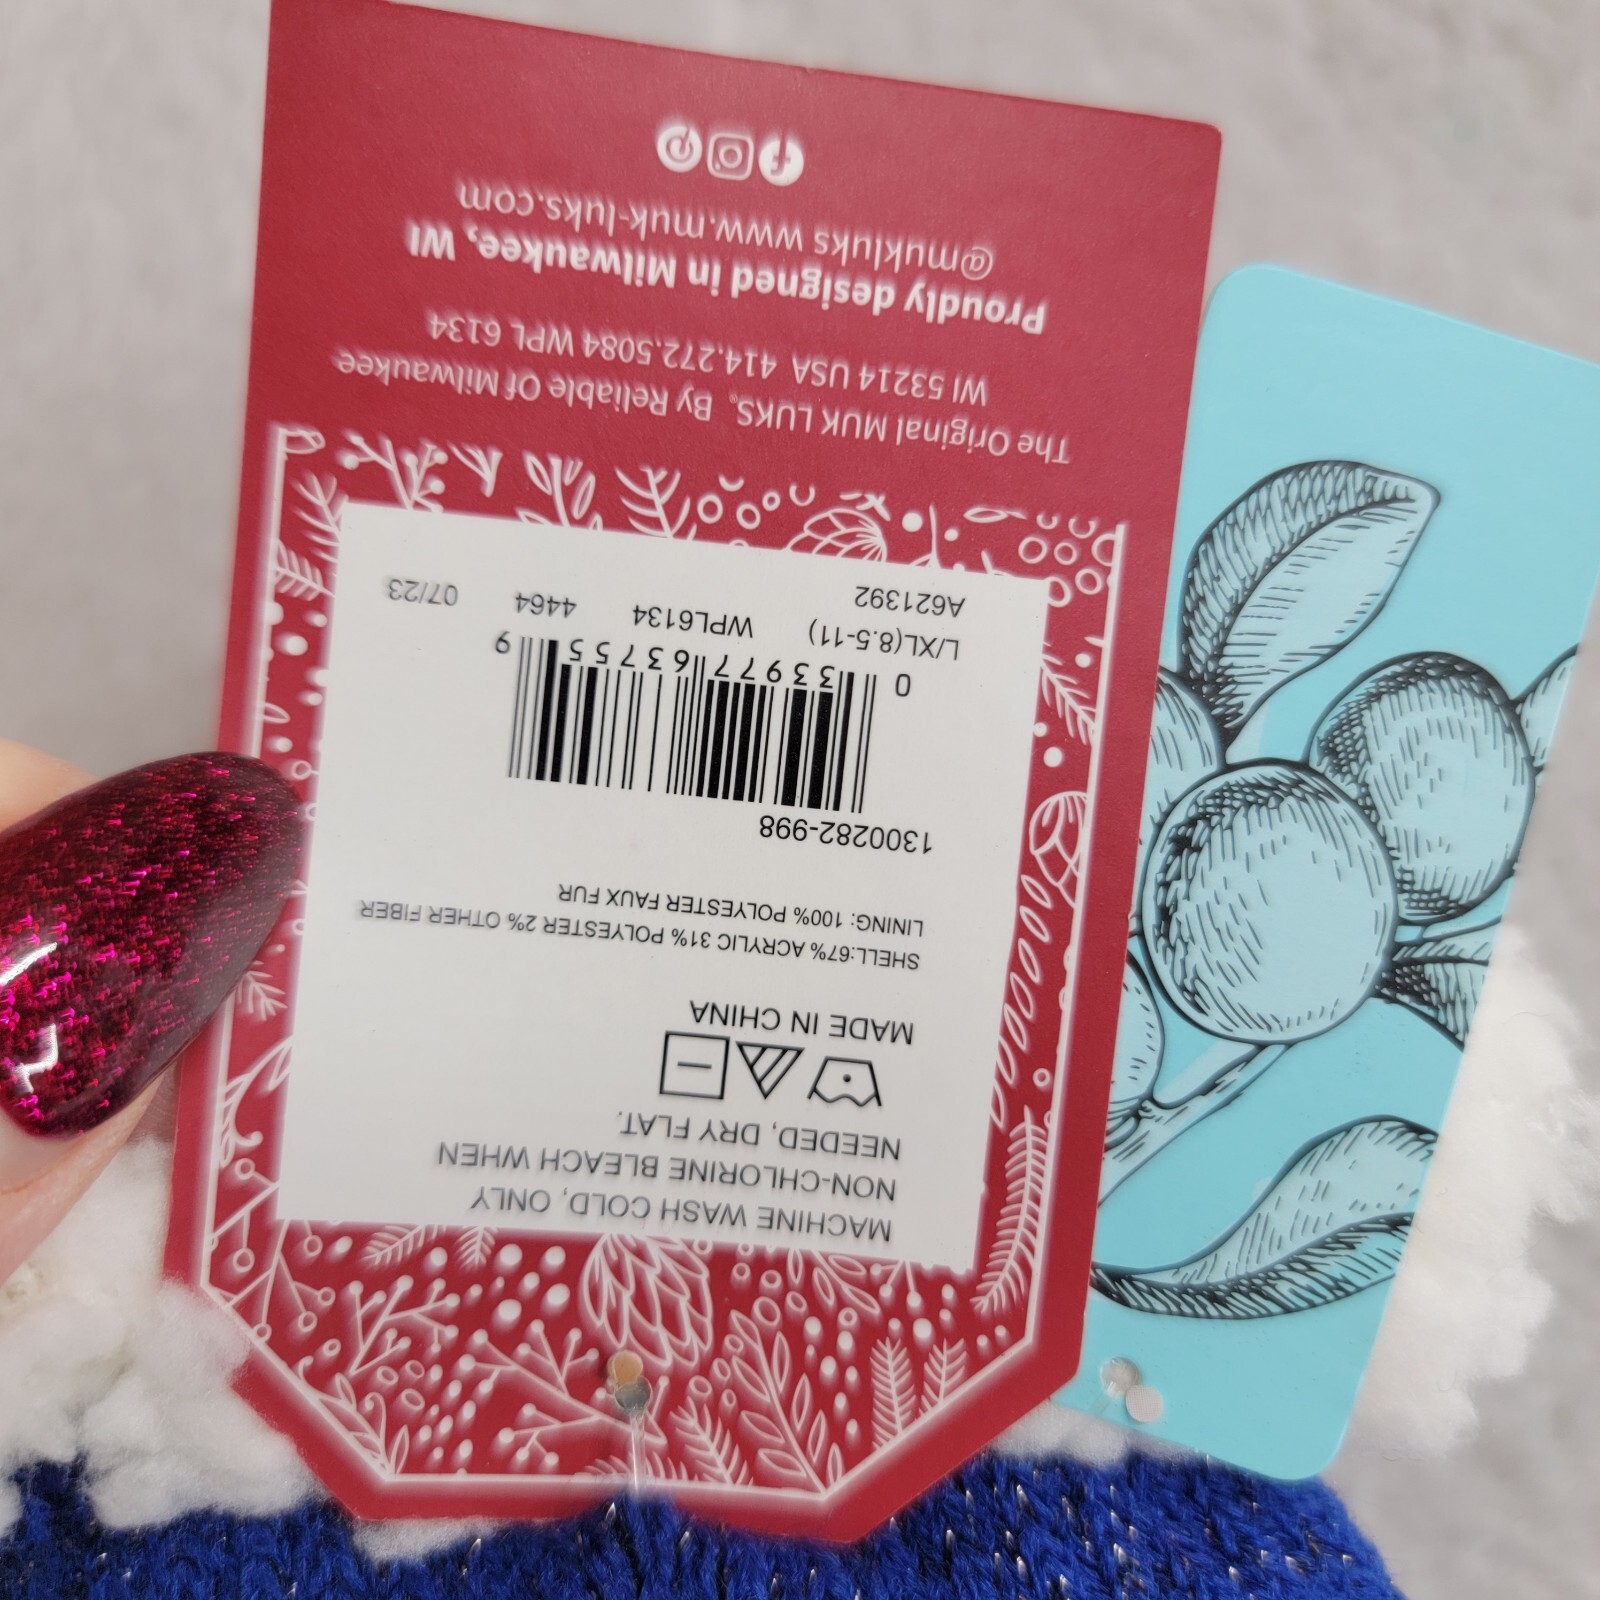 MACHINE WASH COLD, ONLY
NON-CHLORINE BLEACH WHEN
NEEDED, DRY FLAT.
MADE IN CHINA
SHELL:67% ACRYLIC 31% POLYESTER 2% OTHER FIBER
LINING: 100% POLYESTER FAUX FUR
1300282-998
0 33977 63755 9
L/XL(8.5-11) WPL6134 4464 07/23
A621392
The Original MUK LUKS® By Reliable Of Milwaukee
WI 53214 USA 414.272.5084 WPL 6134
Proudly designed in Milwaukee, WI
@mukluks www.muk-luks.com